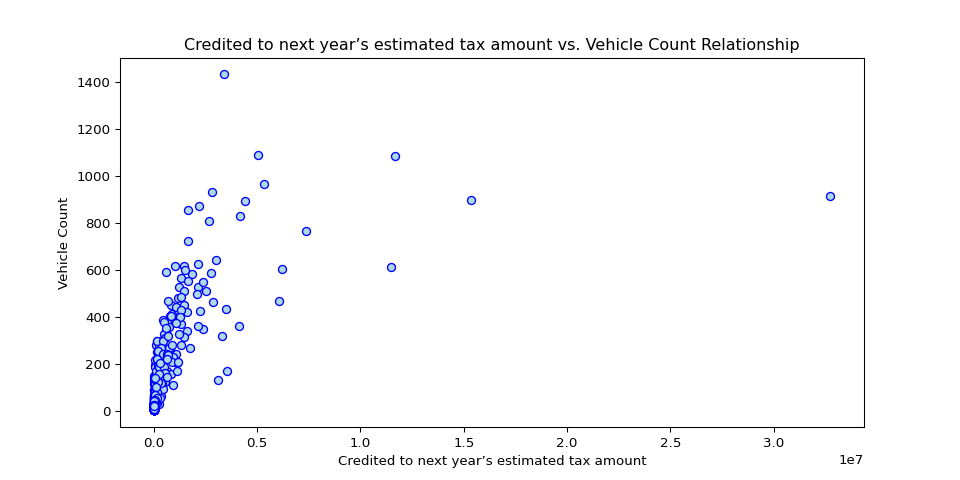 Credited to next year’s estimated tax amount vs. Vehicle Count Relationship
Vehicle Count
1400
1200
1000
800
600
400
200
0
0.0 0.5 1.0 1.5 2.0 2.5 3.0
1e7
Credited to next year’s estimated tax amount